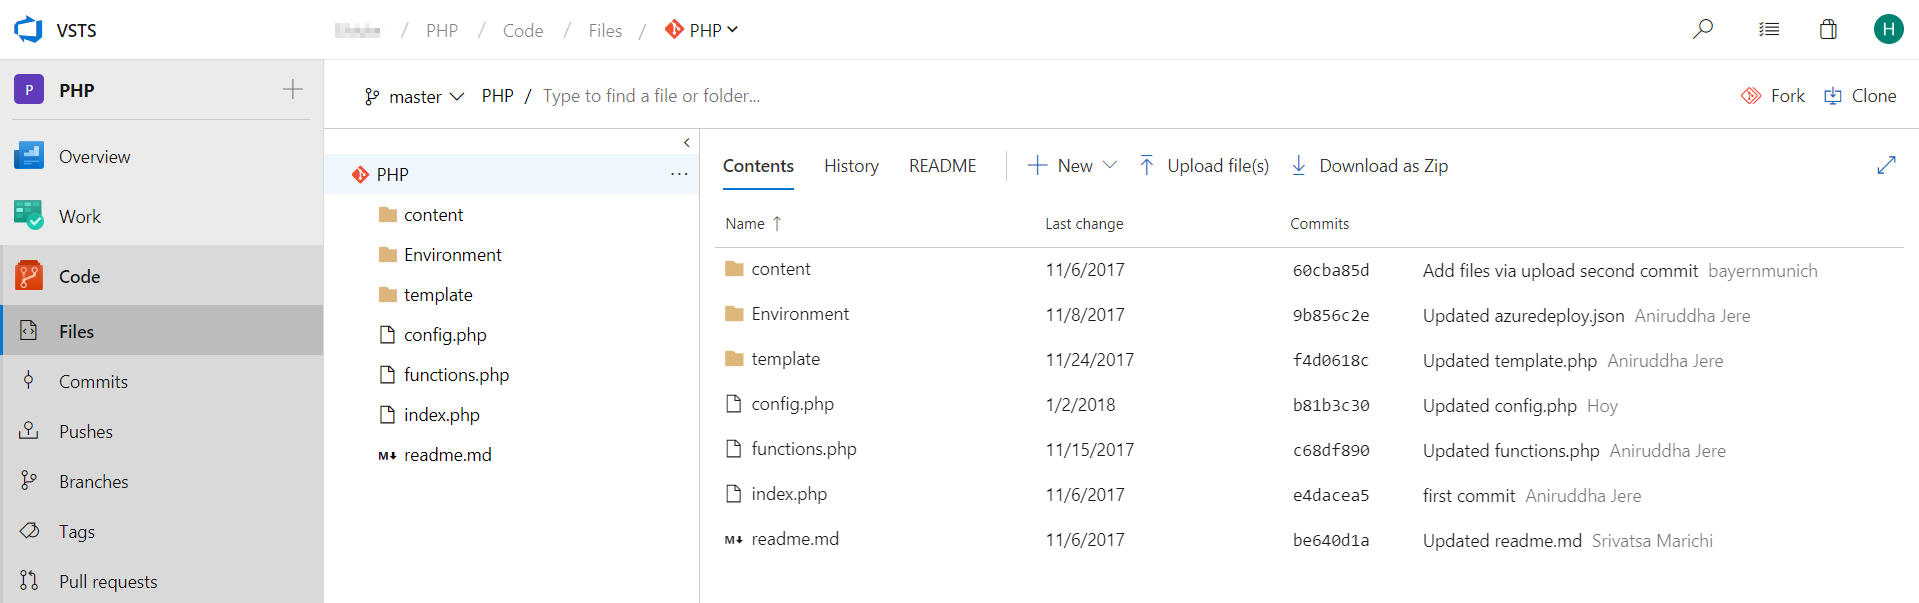 VSTS
/ PHP / Code / Files / PHP
H
P PHP
master PHP / Type to find a file or folder...
Fork Clone
Overview
Work
Code
Files
Commits
Pushes
Branches
Tags
Pull requests
PHP ...
content
Environment
template
config.php
functions.php
index.php
M↓ readme.md
Contents History README New Upload file(s) Download as Zip
Name ↑ Last change Commits
content 11/6/2017 60cba85d Add files via upload second commit bayernmunich
Environment 11/8/2017 9b856c2e Updated azuredeploy.json Aniruddha Jere
template 11/24/2017 f4d0618c Updated template.php Aniruddha Jere
config.php 1/2/2018 b81b3c30 Updated config.php Hoy
functions.php 11/15/2017 c68df890 Updated functions.php Aniruddha Jere
index.php 11/6/2017 e4dacea5 first commit Aniruddha Jere
M↓ readme.md 11/6/2017 be640d1a Updated readme.md Srivatsa Marichi